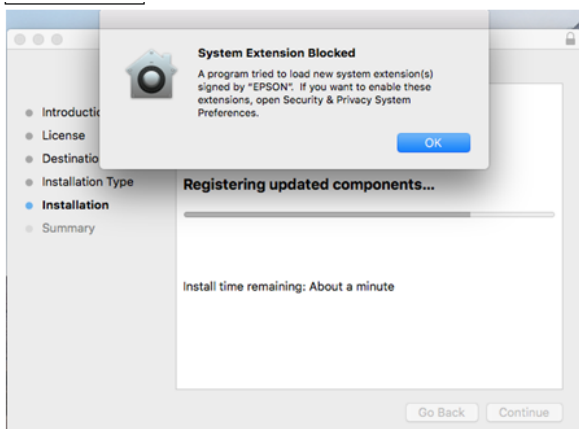 System Extension Blocked
A program tried to load new system extension(s)
signed by "EPSON". If you want to enable these
extensions, open Security & Privacy System
Preferences.
OK
Introductio
License
Destinatio
Installation Type
Installation
Summary
Registering updated components...
Install time remaining: About a minute
Go Back
Continue